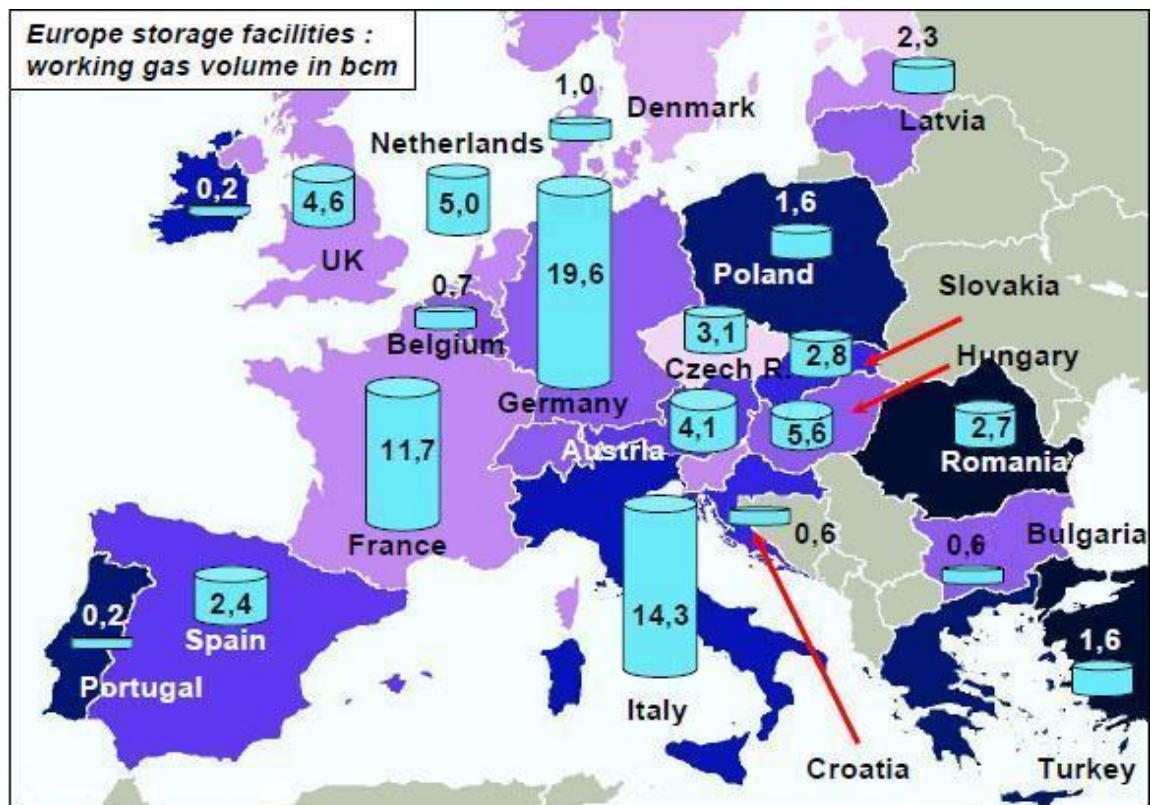 Europe storage facilities :
working gas volume in bcm
2,3
1,0
Denmark
Latvia
Netherlands
0,2
4,6
5,0
1,6
UK
19,6
Poland
Slovakia
0,7
3,1
Belgium
2,8
Hungary
Czech R.
Germany
4,1
5,6
2,7
11,7
Austria
Romania
France
0,6
Bulgaria
0,6
2,4
0,2
14,3
Spain
1,6
Portugal
Italy
Croatia
Turkey